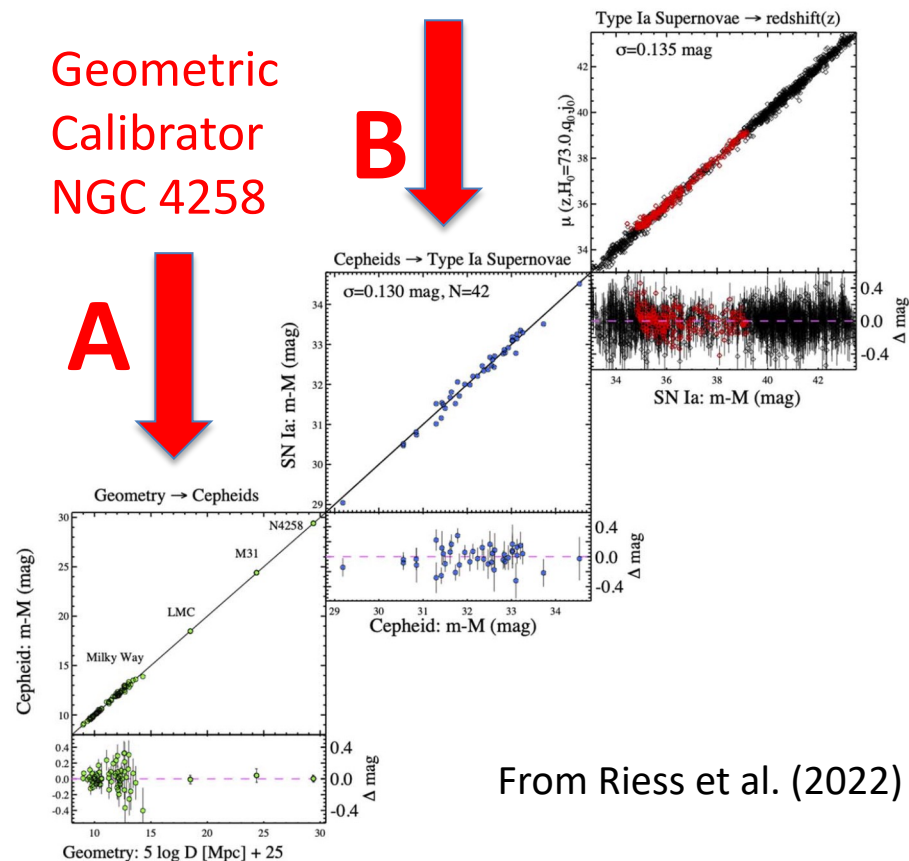 Geometric
Calibrator
NGC 4258
A
B
Type Ia Supernovae → redshift(z)
σ=0.135 mag
μ (z,H₀=73.0,q₀,j₀)
42
40
38
36
34
0.4
0.0
-0.4
Δ mag
34 36 38 40 42
SN Ia: m-M (mag)
Cepheids → Type Ia Supernovae
σ=0.130 mag, N=42
SN Ia: m-M (mag)
34
33
32
31
30
29
0.4
0.0
-0.4
Δ mag
29 30 31 32 33 34
Cepheid: m-M (mag)
Geometry → Cepheids
N4258
M31
LMC
Milky Way
Cepheid: m-M (mag)
30
25
20
15
10
0.4
0.2
0.0
-0.2
-0.4
0.4
0.0
-0.4
Δ mag
10 15 20 25 30
Geometry: 5 log D [Mpc] + 25
From Riess et al. (2022)